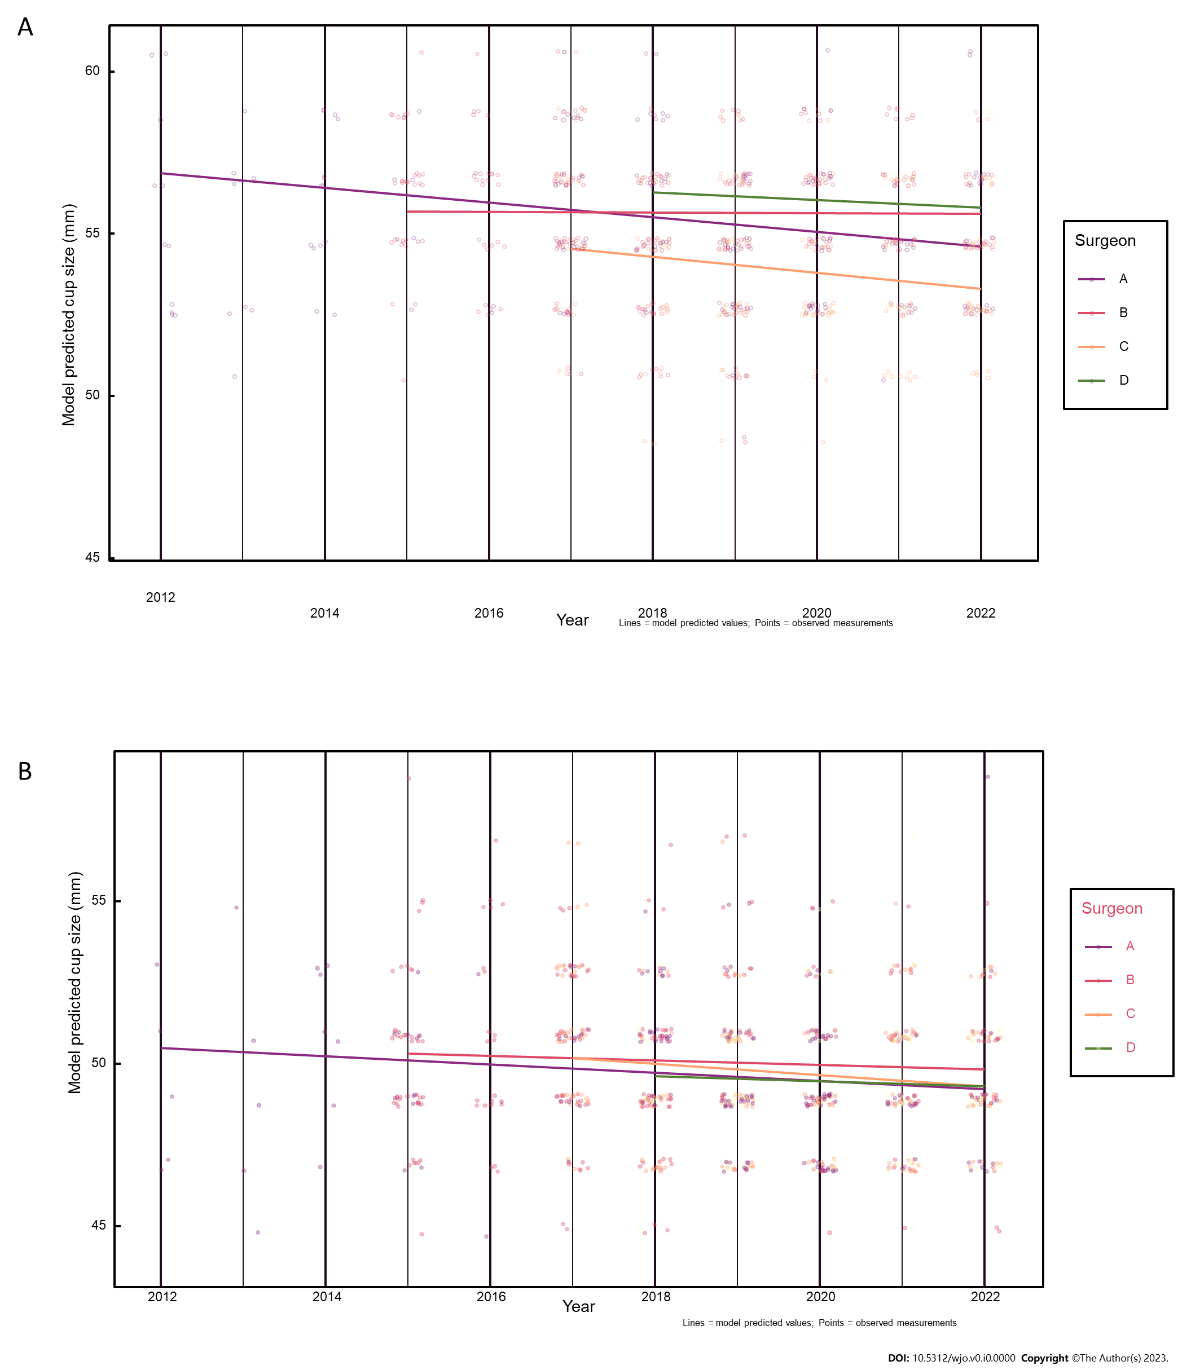 A
Model predicted cup size (mm)
60
55
50
45
2012
2014
2016
2018
2020
2022
Year
Lines = model predicted values; Points = observed measurements
Surgeon
A
B
C
D
B
Model predicted cup size (mm)
55
50
45
2012
2014
2016
2018
2020
2022
Year
Lines = model predicted values; Points = observed measurements
Surgeon
A
B
C
D
DOI: 10.5312/wjo.v0.i0.0000 Copyright ©The Author(s) 2023.